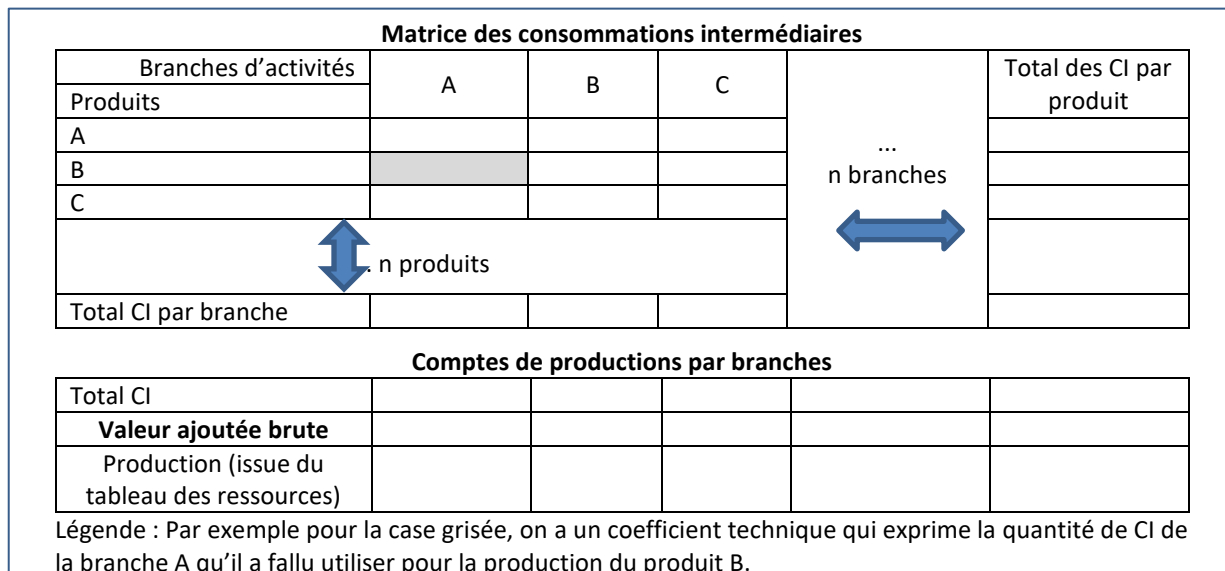 Matrice des consommations intermédiaires
Branches d’activités
Produits
A
B
C
...
n branches
Total des CI par
produit
A
B
C
. n produits
Total CI par branche
Comptes de productions par branches
Total CI
Valeur ajoutée brute
Production (issue du
tableau des ressources)
Légende : Par exemple pour la case grisée, on a un coefficient technique qui exprime la quantité de CI de
la branche A qu’il a fallu utiliser pour la production du produit B.